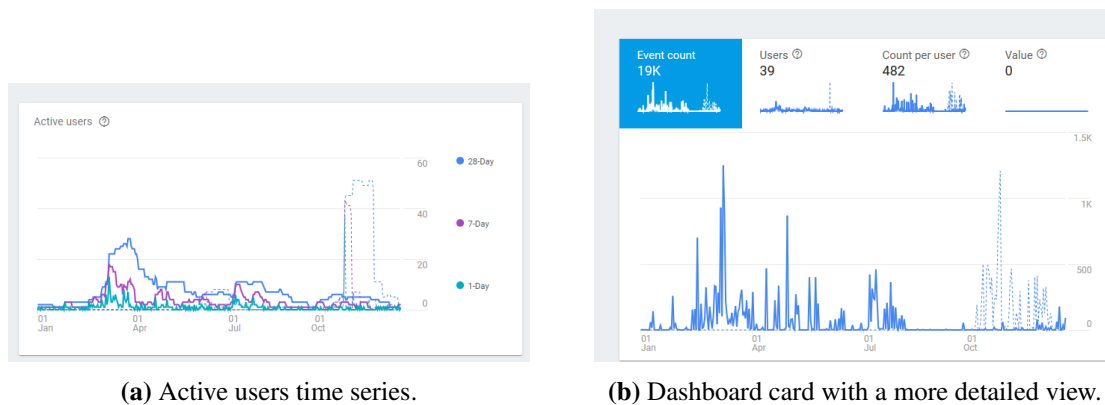 Active users
60
28-Day
40
7-Day
20
1-Day
0
01 01 01 01
Jan Apr Jul Oct
(a) Active users time series.
Event count Users Count per user Value
19K 39 482 0
1.5K
1K
500
0
01 01 01 01
Jan Apr Jul Oct
(b) Dashboard card with a more detailed view.